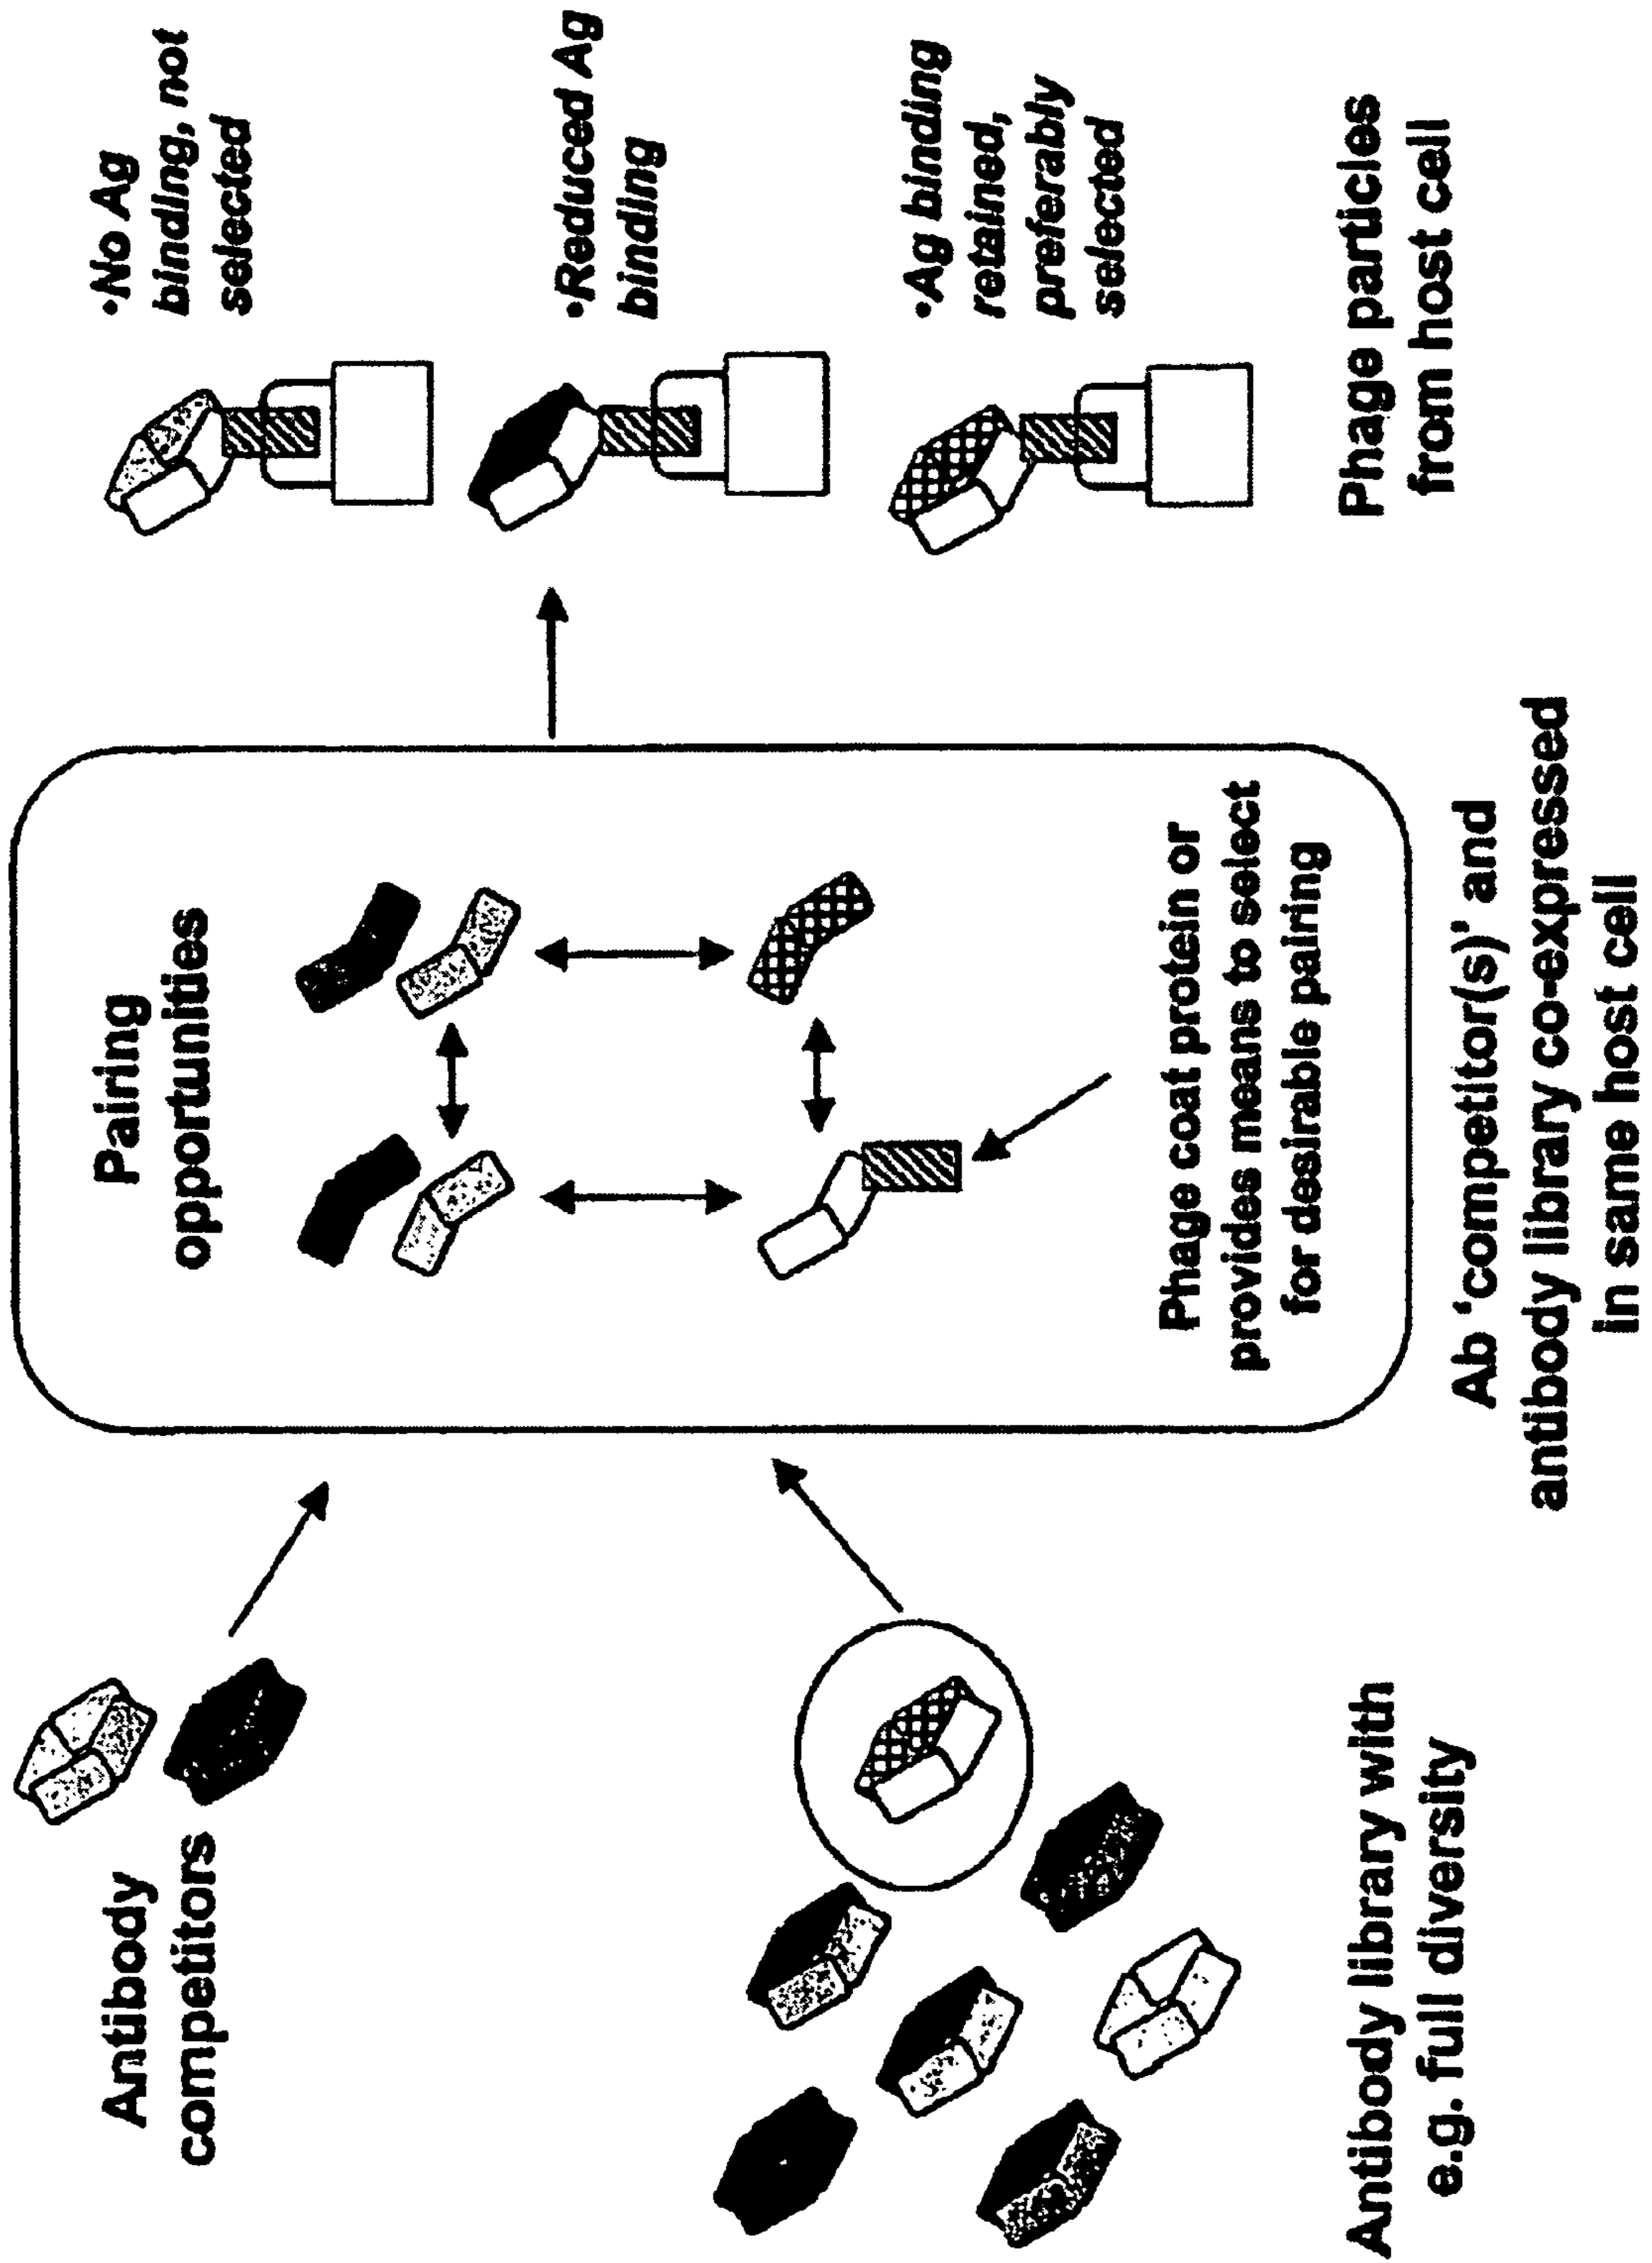 Antibody
competitors
Antibody library with
e.g. full diversity
Pairing
opportunities
Phage coat protein or
provides means to select
for desirable pairing
Ab ‘competitor(s)’ and
antibody library co-expressed
in same host cell
•No Ag
binding, not
selected
•Reduced Ag
binding
•Ag binding
retained,
preferably
selected
Phage particles
from host cell